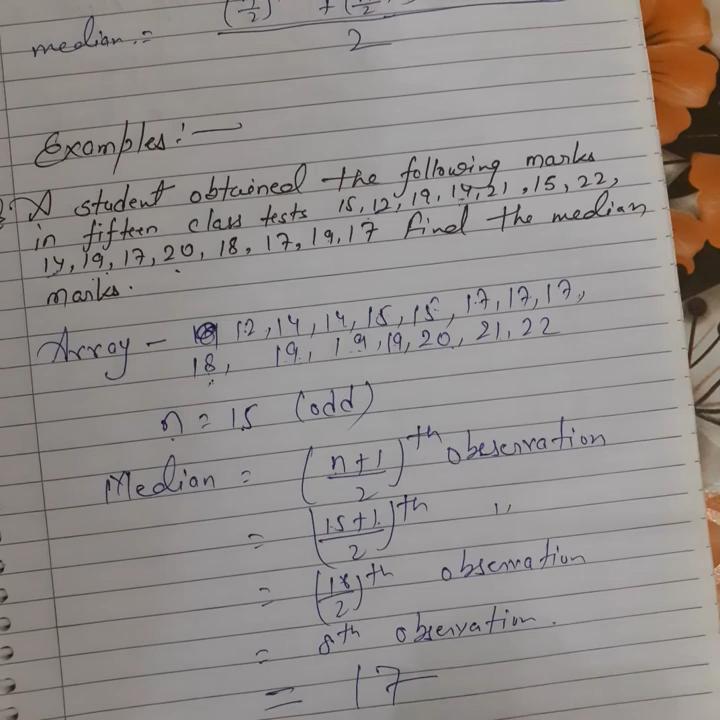 median :=
2
Examples:—
A student obtained the following marks
in fifteen class tests 15, 12, 19, 14, 21, 15, 22,
14, 19, 17, 20, 18, 17, 19, 17 find the median
marks.
Array - 12, 14, 14, 15, 15, 17, 17, 17,
18, 19, 19, 19, 20, 21, 22
n = 15 (odd)
Median = (n+1/2)th obeservation
= (15+1/2)th ,,
= (18/2)th observation
= 8th observation.
= 17